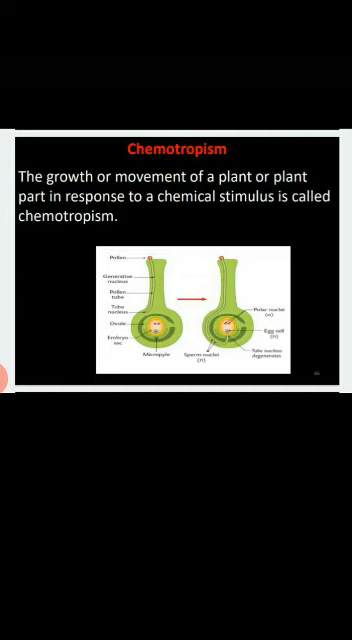 Chemotropism
The growth or movement of a plant or plant
part in response to a chemical stimulus is called
chemotropism.
Pollen
Generative
nucleus
Pollen
tube
Tube
nucleus
Ovule
Embryo
sac
Micropyle
Sperm nuclei
(n)
Polar nuclei
(n)
Egg cell
(n)
Tube nucleus
degenerates